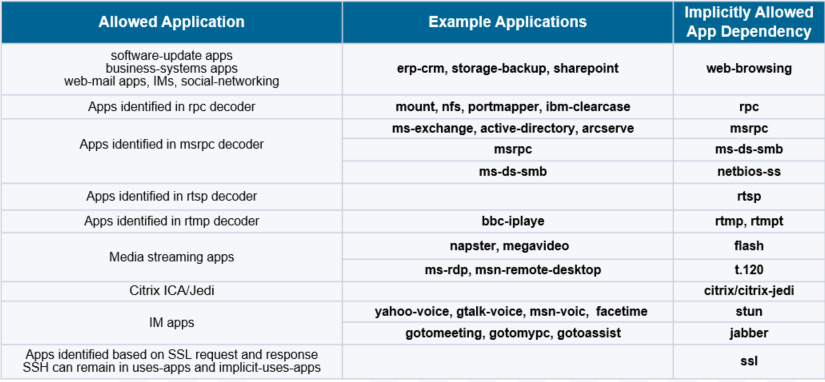 Allowed Application Example Applications Implicitly Allowed
App Dependency
software-update apps
business-systems apps
web-mail apps, IMs, social-networking
erp-crm, storage-backup, sharepoint
web-browsing
Apps identified in rpc decoder
mount, nfs, portmapper, ibm-clearcase
rpc
Apps identified in msrpc decoder
ms-exchange, active-directory, arcserve
msrpc
msrpc
ms-ds-smb
ms-ds-smb
netbios-ss
Apps identified in rtsp decoder
rtsp
Apps identified in rtmp decoder
bbc-iplaye
rtmp, rtmpt
Media streaming apps
napster, megavideo
flash
ms-rdp, msn-remote-desktop
t.120
Citrix ICA/Jedi
citrix/citrix-jedi
IM apps
yahoo-voice, gtalk-voice, msn-voic, facetime
stun
gotomeeting, gotomypc, gotoassist
jabber
Apps identified based on SSL request and response
SSH can remain in uses-apps and implicit-uses-apps
ssl